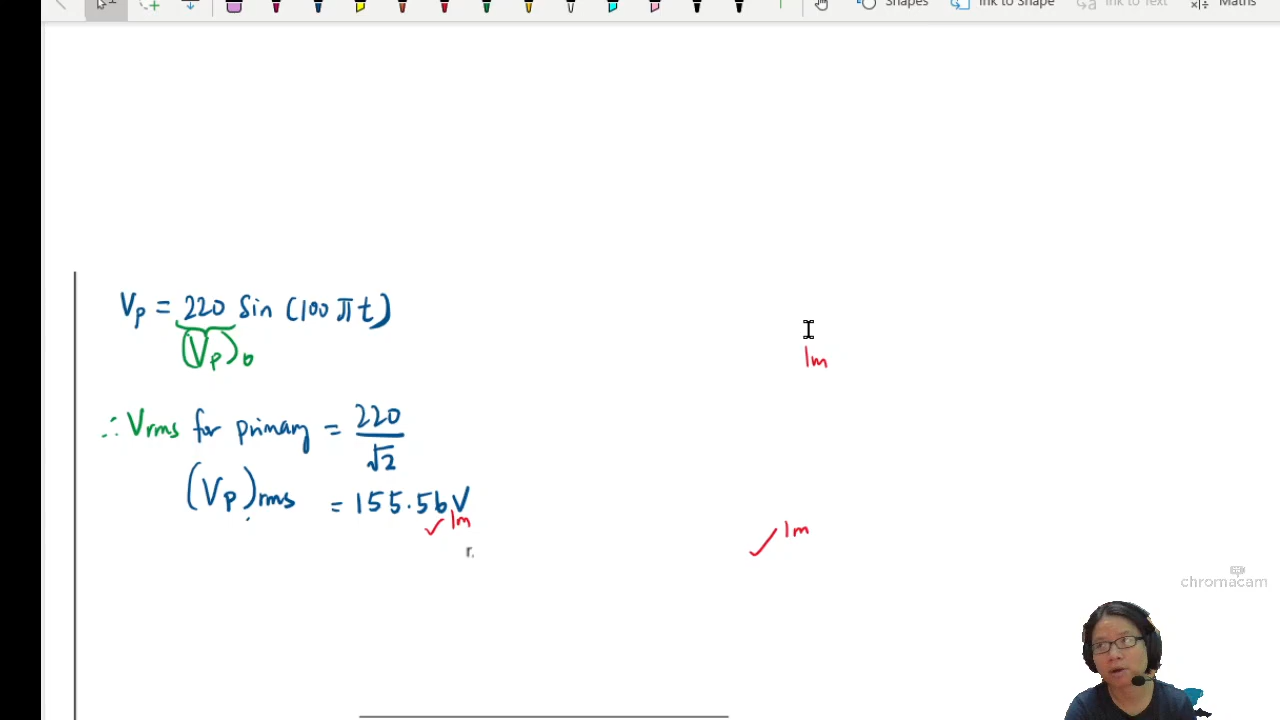 Shapes Ink to Shape Ink to Text Maths
Vp = 220 Sin (100πt)
(Vp)o
1m
∴ Vrms for primary = 220/√2
(Vp)rms = 155.56V
✓ 1m
✓ 1m
r.
chromacam